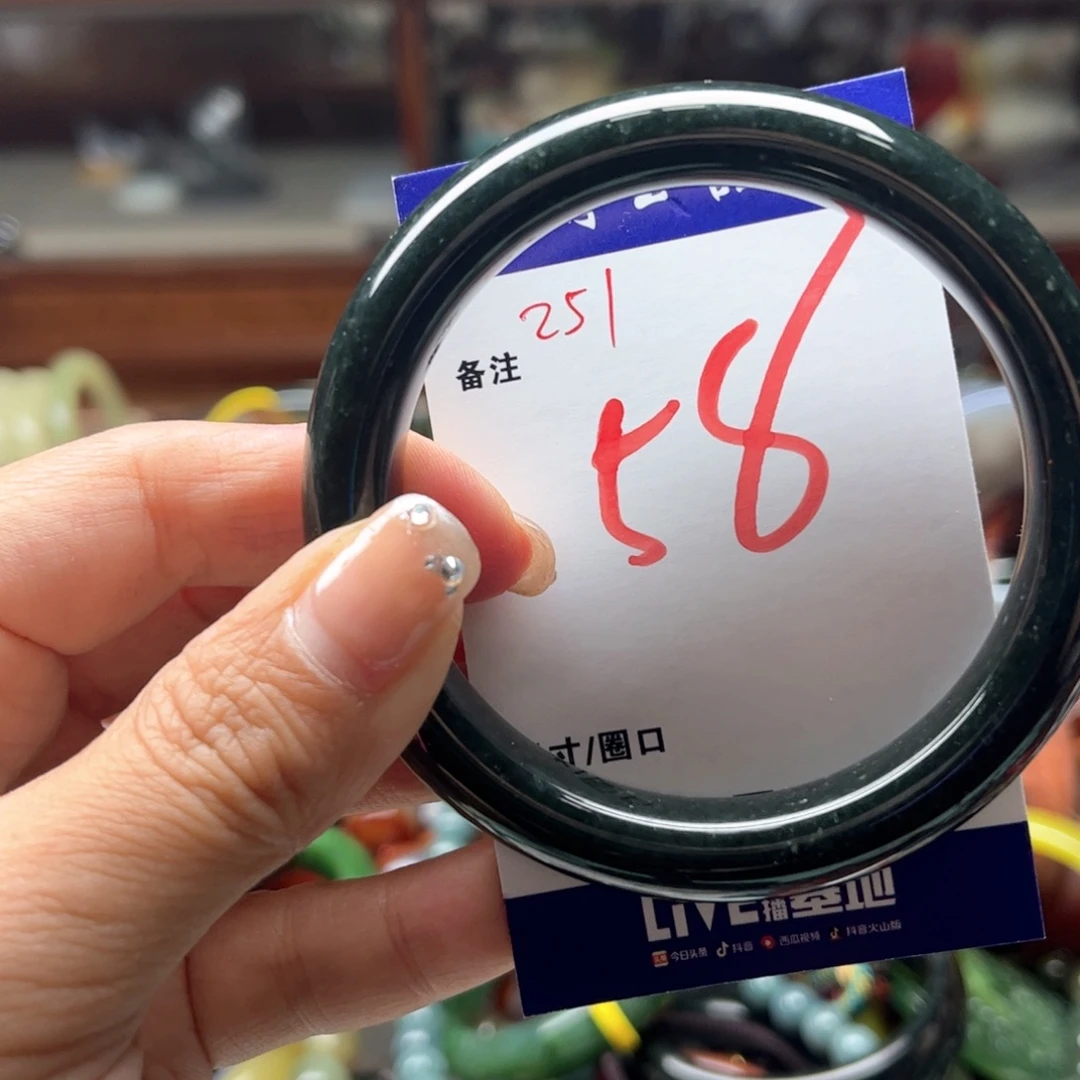 251
备注
58
寸/圈口
LIVE播基地
今日头条 抖音 西瓜视频 抖音火山版